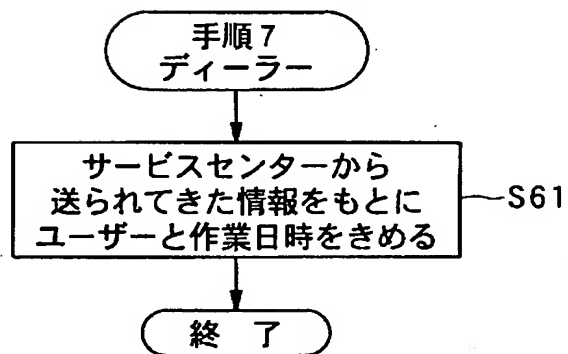 手順7
ディーラー
サービスセンターから
送られてきた情報をもとに
ユーザーと作業日時をきめる
S61
終 了